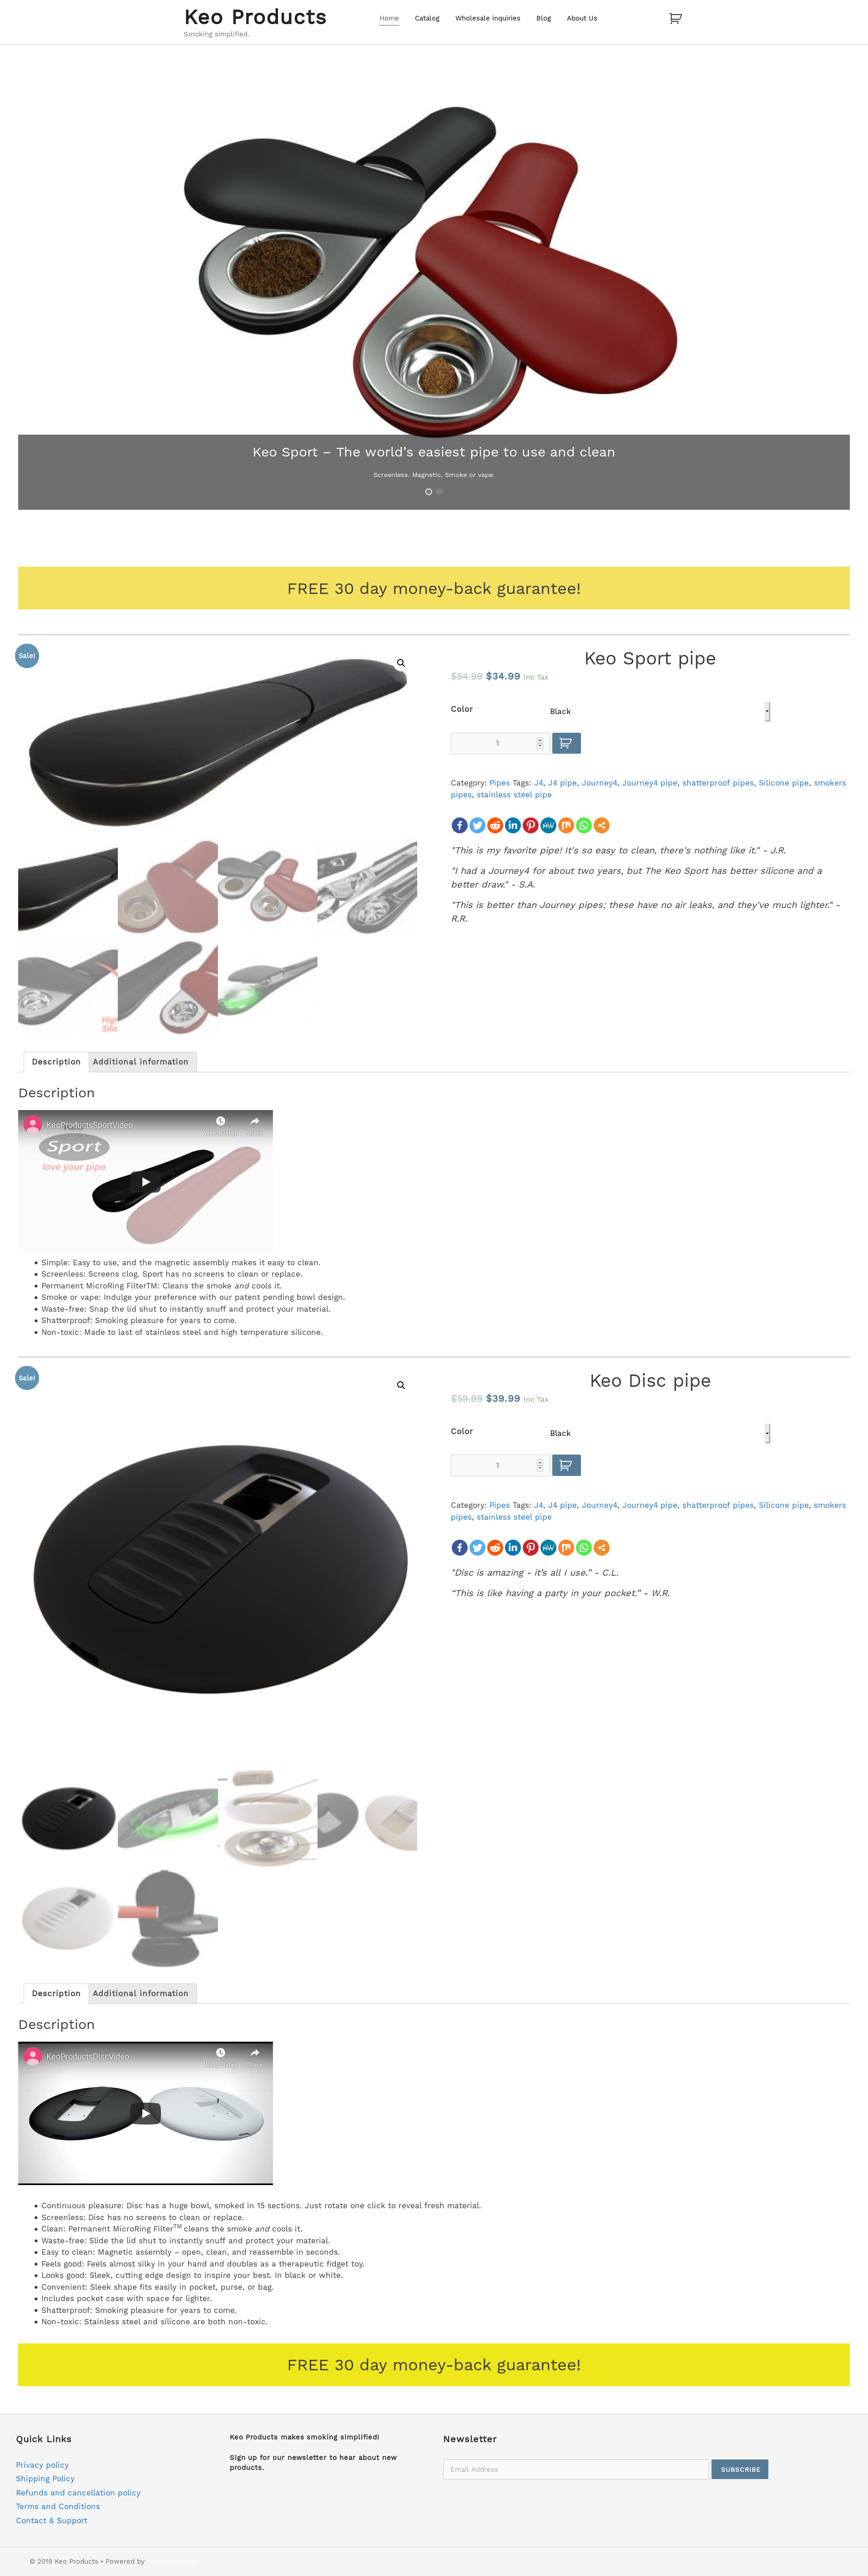 Keo Products
Smoking simplified.
Home
Catalog
Wholesale inquiries
Blog
About Us
Keo Sport – The world's easiest pipe to use and clean
Screenless. Magnetic. Smoke or vape.
FREE 30 day money-back guarantee!
Sale!
Keo Sport pipe
$54.99 $34.99 Inc Tax
Color
Black
1
Category: Pipes Tags: J4, J4 pipe, Journey4, Journey4 pipe, shatterproof pipes, Silicone pipe, smokers
pipes, stainless steel pipe
"This is my favorite pipe! It's so easy to clean, there's nothing like it." - J.R.
"I had a Journey4 for about two years, but The Keo Sport has better silicone and a
better draw." - S.A.
"This is better than Journey pipes; these have no air leaks, and they've much lighter." -
R.R.
Description
Additional information
Description
KeoProductsSportVideo
Sport
love your pipe
Simple: Easy to use, and the magnetic assembly makes it easy to clean.
Screenless: Screens clog. Sport has no screens to clean or replace.
Permanent MicroRing FilterTM: Cleans the smoke and cools it.
Smoke or vape: Indulge your preference with our patent pending bowl design.
Waste-free: Snap the lid shut to instantly snuff and protect your material.
Shatterproof: Smoking pleasure for years to come.
Non-toxic: Made to last of stainless steel and high temperature silicone.
Sale!
Keo Disc pipe
$59.99 $39.99 Inc Tax
Color
Black
1
Category: Pipes Tags: J4, J4 pipe, Journey4, Journey4 pipe, shatterproof pipes, Silicone pipe, smokers
pipes, stainless steel pipe
"Disc is amazing - it's all I use." - C.L.
“This is like having a party in your pocket.” - W.R.
Description
Additional information
Description
KeoProductsDIscVideo
Continuous pleasure: Disc has a huge bowl, smoked in 15 sections. Just rotate one click to reveal fresh material.
Screenless: Disc has no screens to clean or replace.
Clean: Permanent MicroRing FilterTM cleans the smoke and cools it.
Waste-free: Slide the lid shut to instantly snuff and protect your material.
Easy to clean: Magnetic assembly – open, clean, and reassemble in seconds.
Feels good: Feels almost silky in your hand and doubles as a therapeutic fidget toy.
Looks good: Sleek, cutting edge design to inspire your best. In black or white.
Convenient: Sleek shape fits easily in pocket, purse, or bag.
Includes pocket case with space for lighter.
Shatterproof: Smoking pleasure for years to come.
Non-toxic: Stainless steel and silicone are both non-toxic.
FREE 30 day money-back guarantee!
Quick Links
Privacy policy
Shipping Policy
Refunds and cancellation policy
Terms and Conditions
Contact & Support
Keo Products makes smoking simplified!
Sign up for our newsletter to hear about new
products.
Newsletter
Email Address
SUBSCRIBE
© 2019 Keo Products • Powered by